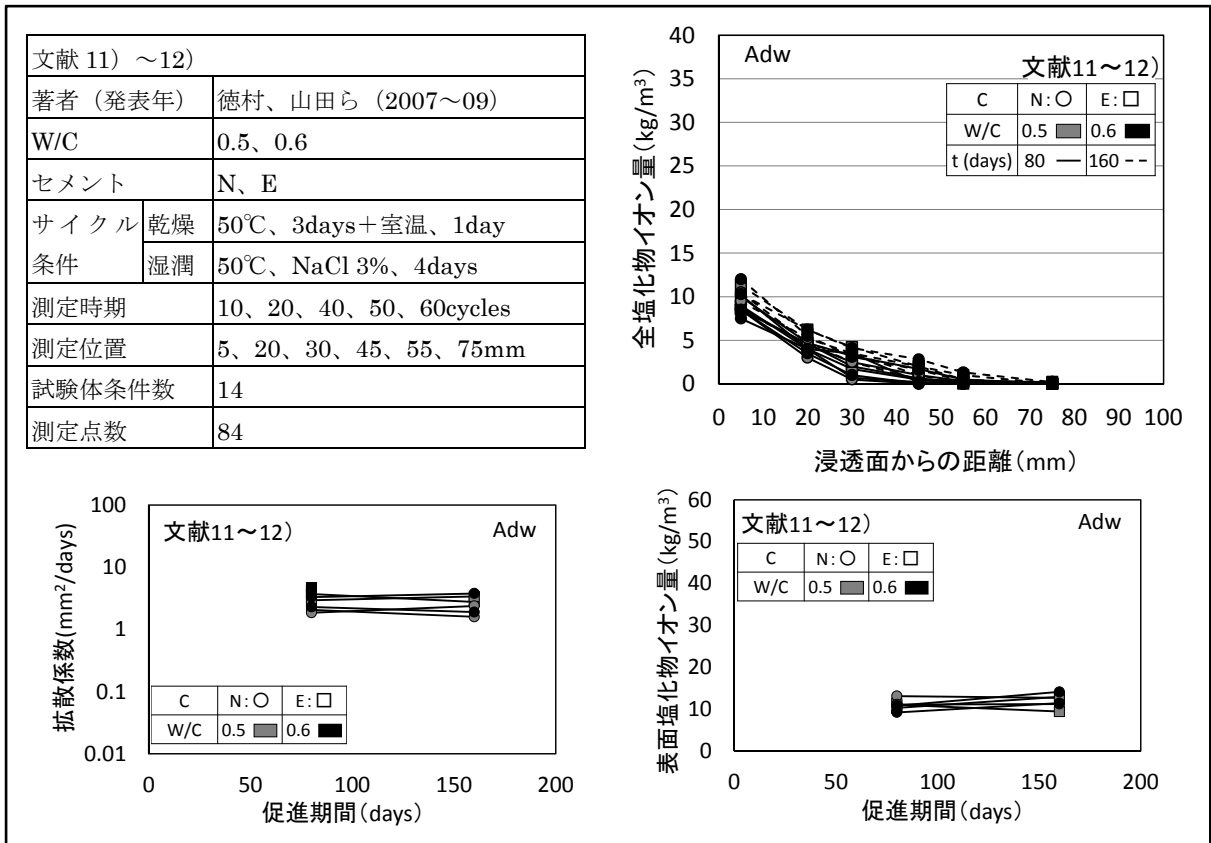 文献 11）～12）
著者（発表年） 徳村、山田ら（2007～09）
W/C 0.5、0.6
セメント N、E
サイクル条件 乾燥 50℃、3days＋室温、1day
湿潤 50℃、NaCl 3%、4days
測定時期 10、20、40、50、60cycles
測定位置 5、20、30、45、55、75mm
試験体条件数 14
測定点数 84
全塩化物イオン量(kg/m³)
40
35
30
25
20
15
10
5
0
Adw
文献11～12）
C N:○ E:□
W/C 0.5 0.6
t (days) 80 160
0 10 20 30 40 50 60 70 80 90 100
浸透面からの距離(mm)
拡散係数(mm²/days)
100
10
1
0.1
0.01
文献11～12）
Adw
C N:○ E:□
W/C 0.5 0.6
0 50 100 150 200
促進期間(days)
表面塩化物イオン量(kg/m³)
60
50
40
30
20
10
0
文献11～12）
Adw
C N:○ E:□
W/C 0.5 0.6
0 50 100 150 200
促進期間(days)